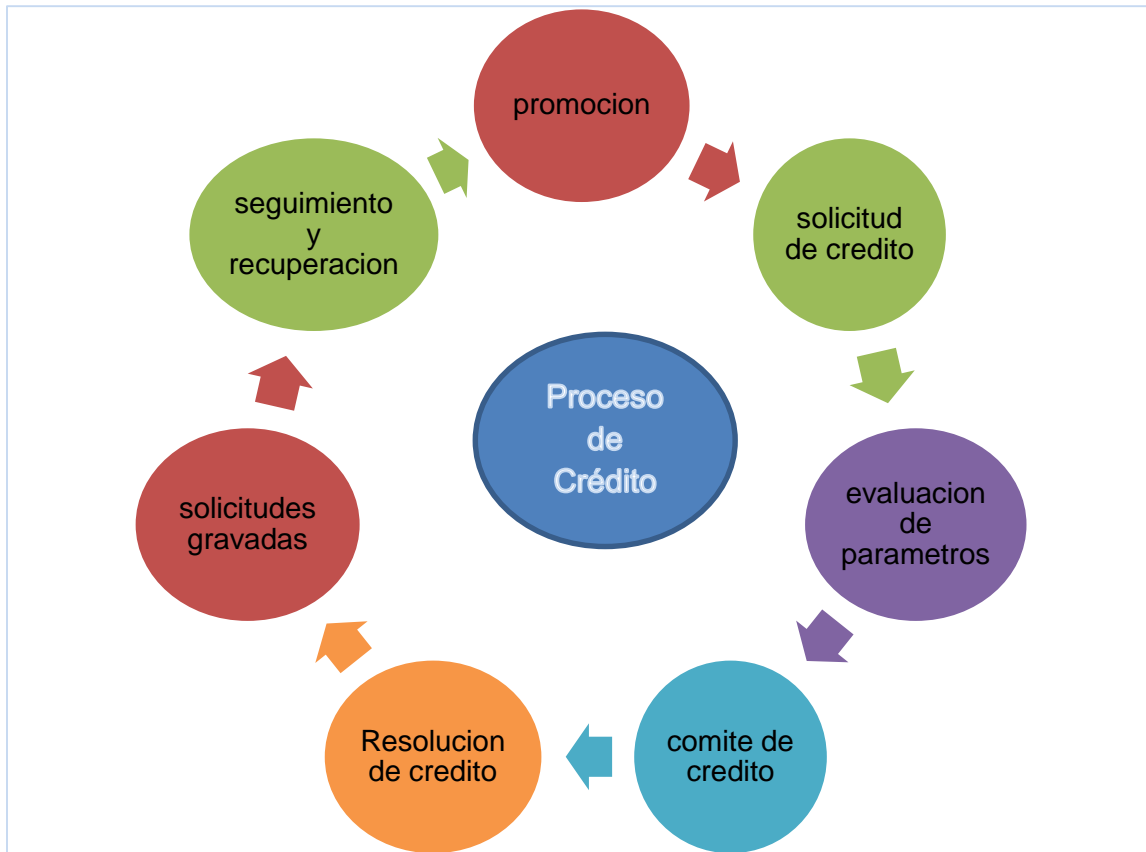 promocion
solicitud
de credito
evaluacion
de
parametros
comite de
credito
Resolucion
de credito
solicitudes
gravadas
seguimiento
y
recuperacion
Proceso
de
Crédito